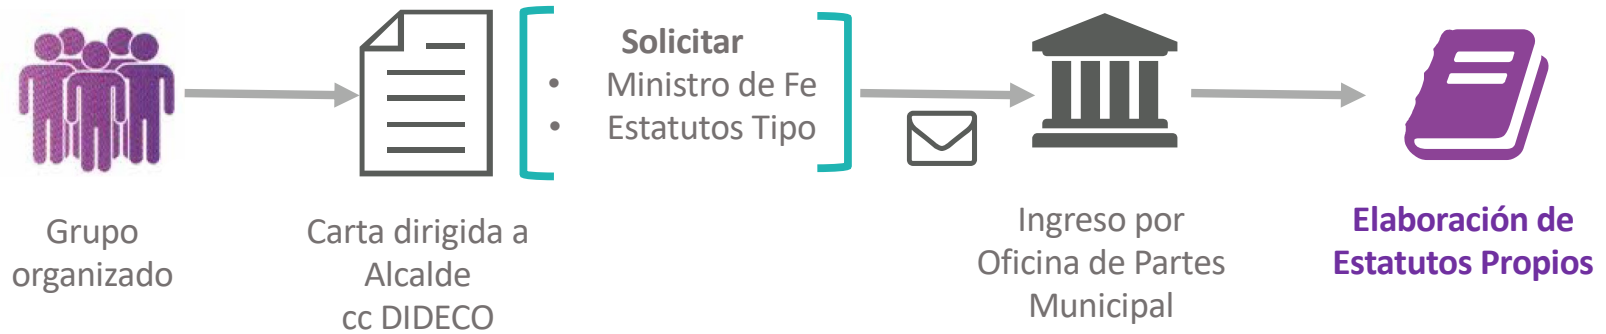 Solicitar
• Ministro de Fe
• Estatutos Tipo
Grupo
organizado
Carta dirigida a
Alcalde
cc DIDECO
Ingreso por
Oficina de Partes
Municipal
Elaboración de
Estatutos Propios